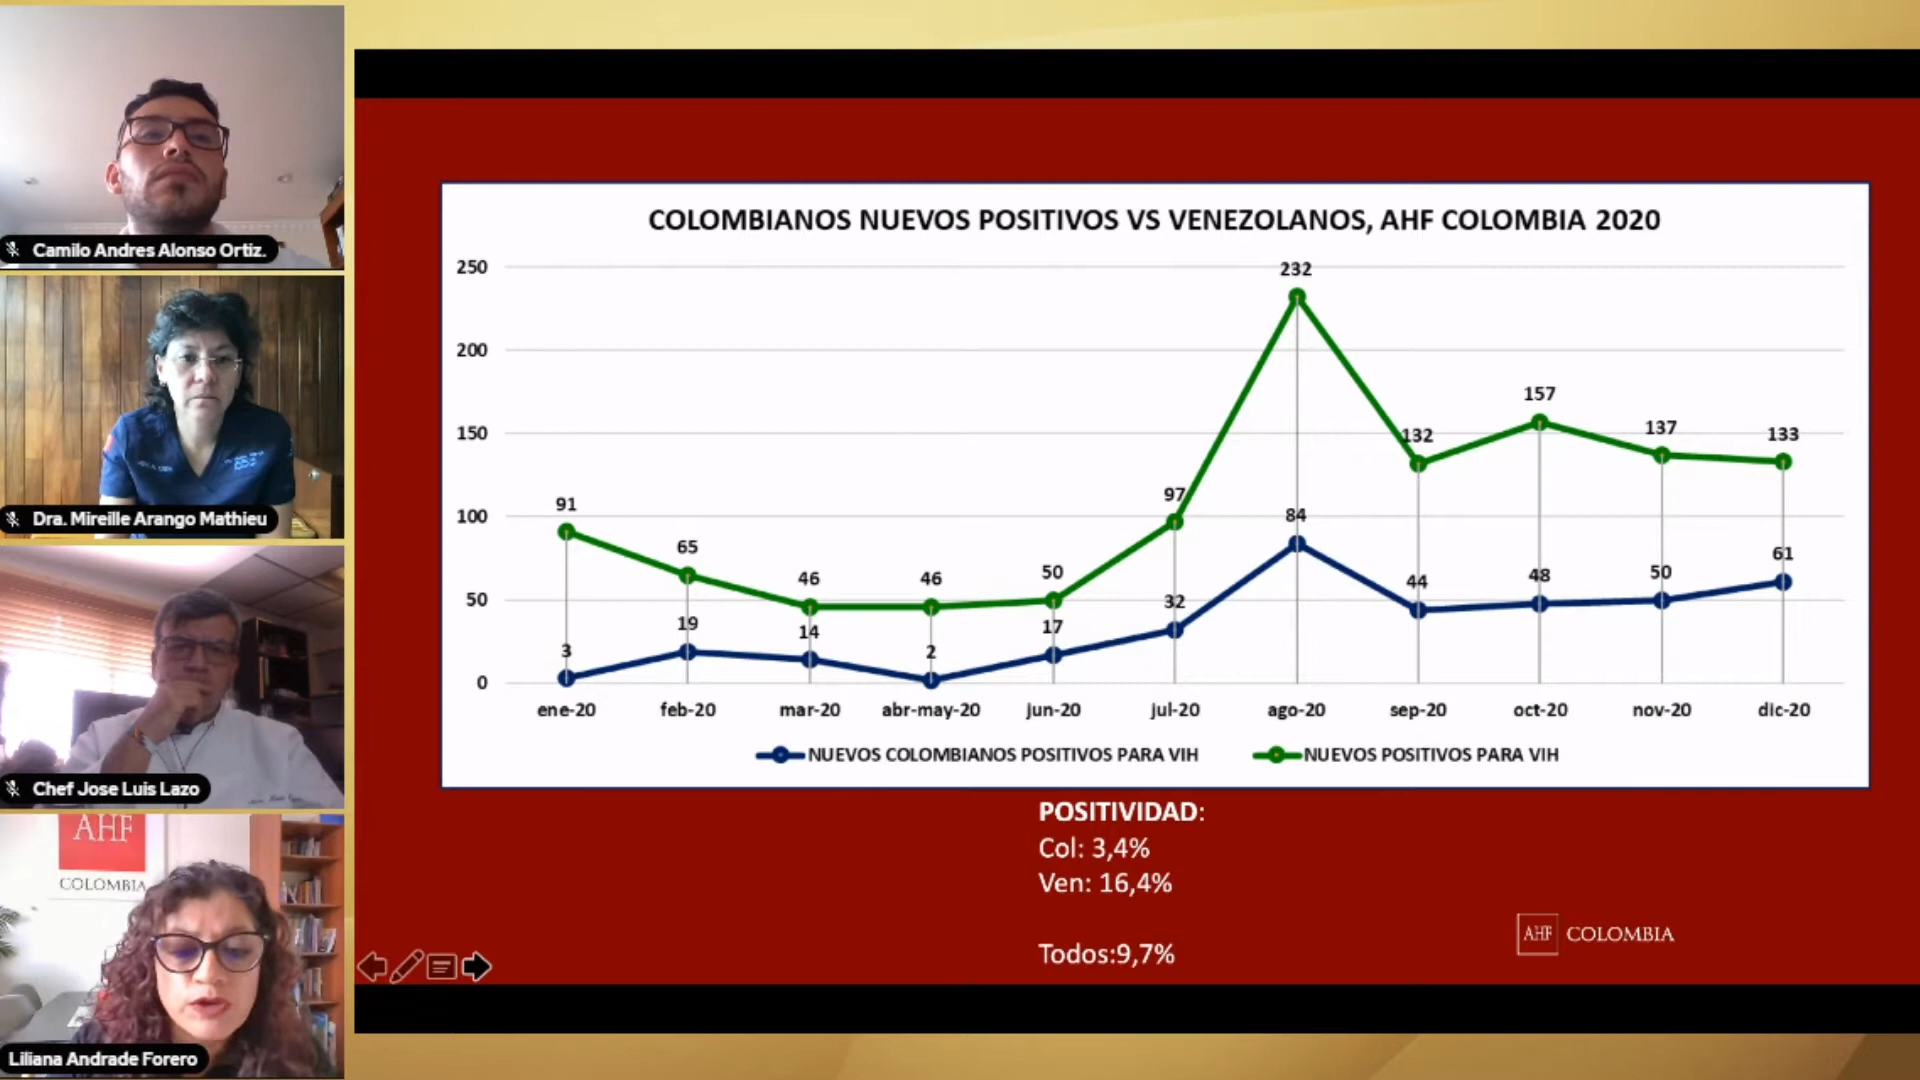 Camilo Andres Alonso Ortiz.
Dra. Mireille Arango Mathieu
Chef Jose Luis Lazo
AHF
COLOMBIA
Liliana Andrade Forero
COLOMBIANOS NUEVOS POSITIVOS VS VENEZOLANOS, AHF COLOMBIA 2020
250
200
150
100
50
0
91
65
46
46
50
97
232
132
157
137
133
3
19
14
2
17
32
84
44
48
50
61
ene-20 feb-20 mar-20 abr-may-20 jun-20 jul-20 ago-20 sep-20 oct-20 nov-20 dic-20
NUEVOS COLOMBIANOS POSITIVOS PARA VIH NUEVOS POSITIVOS PARA VIH
POSITIVIDAD:
Col: 3,4%
Ven: 16,4%
Todos:9,7%
AHF COLOMBIA